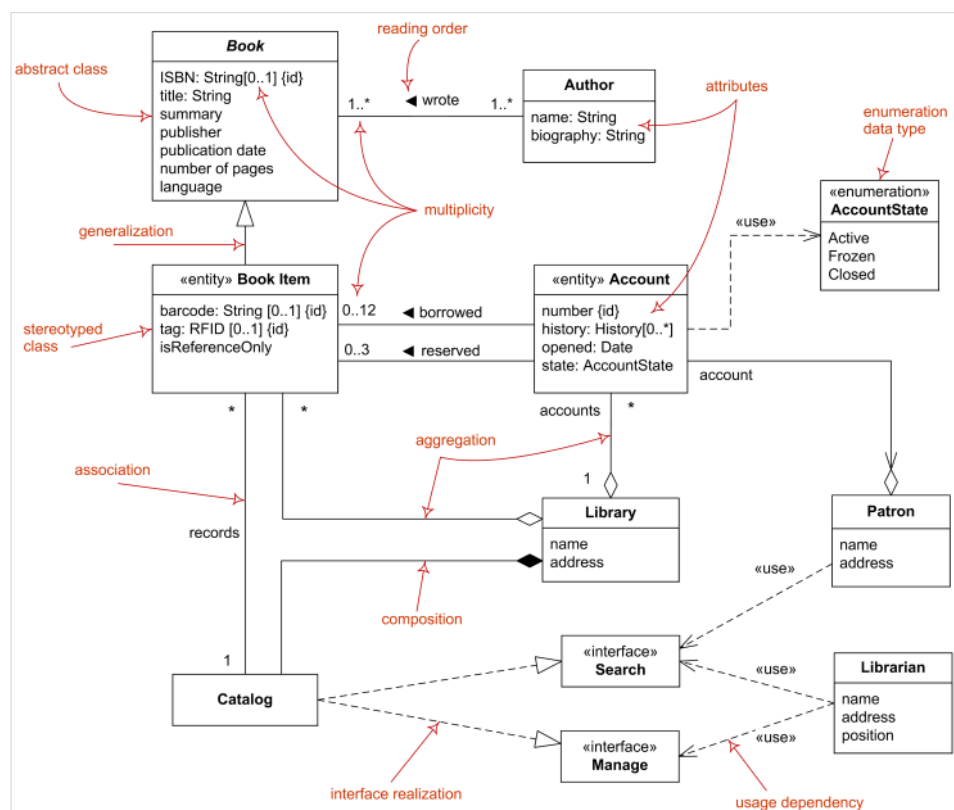 Book
ISBN: String[0..1] {id}
title: String
summary
publisher
publication date
number of pages
language
abstract class
reading order
1..*
◄ wrote
1..*
Author
name: String
biography: String
attributes
enumeration
data type
«enumeration»
AccountState
Active
Frozen
Closed
«use»
multiplicity
generalization
«entity» Book Item
barcode: String [0..1] {id}
tag: RFID [0..1] {id}
isReferenceOnly
stereotyped
class
0..12
◄ borrowed
0..3
◄ reserved
«entity» Account
number {id}
history: History[0..*]
opened: Date
state: AccountState
account
*
*
accounts
*
aggregation
association
1
records
Library
name
address
Patron
name
address
composition
«use»
1
Catalog
«interface»
Search
«use»
Librarian
name
address
position
«interface»
Manage
«use»
interface realization
usage dependency